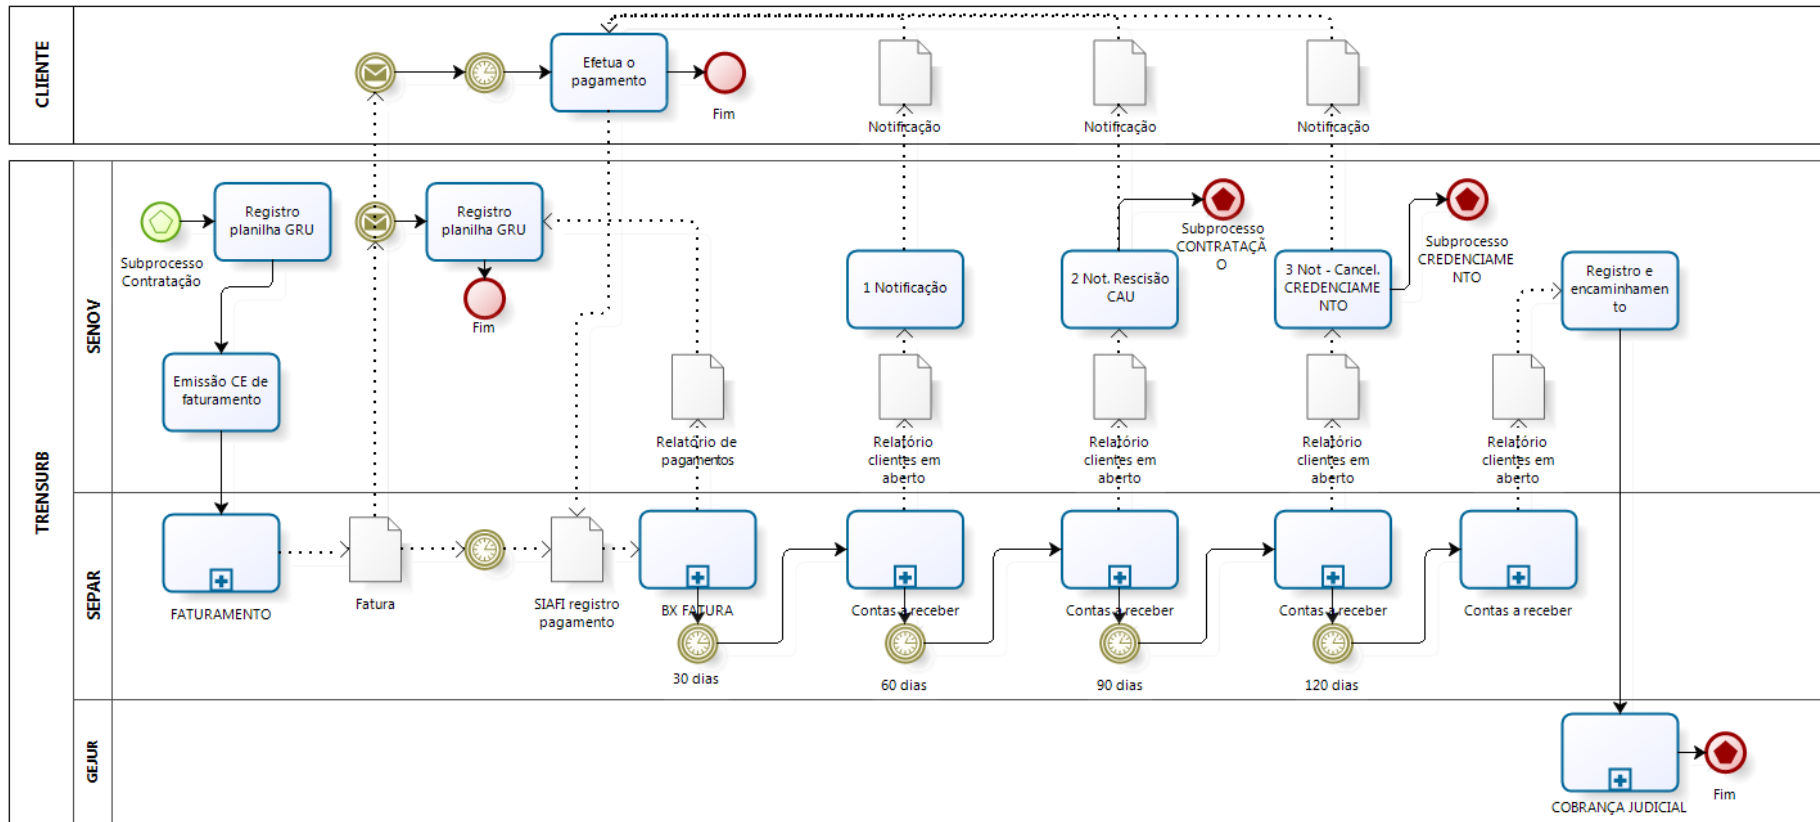 CLIENTE
Efetua o
pagamento
Fim
Notificação
Notificação
Notificação
TRENSURB
SENOV
Subprocesso
Contratação
Registro
planilha GRU
Registro
planilha GRU
Fim
Emissão CE de
faturamento
Relatório de
pagamentos
1 Notificação
Relatório
clientes em
aberto
2 Not. Rescisão
CAU
Subprocesso
CONTRATAÇÃ
O
Relatório
clientes em
aberto
3 Not - Cancel.
CREDENCIAME
NTO
Subprocesso
CREDENCIAME
NTO
Relatório
clientes em
aberto
Registro e
encaminhamen
to
Relatório
clientes em
aberto
SEPAR
FATURAMENTO
Fatura
SIAFI registro
pagamento
BX FATURA
30 dias
Contas a receber
60 dias
Contas a receber
90 dias
Contas a receber
120 dias
Contas a receber
GEJUR
COBRANÇA JUDICIAL
Fim